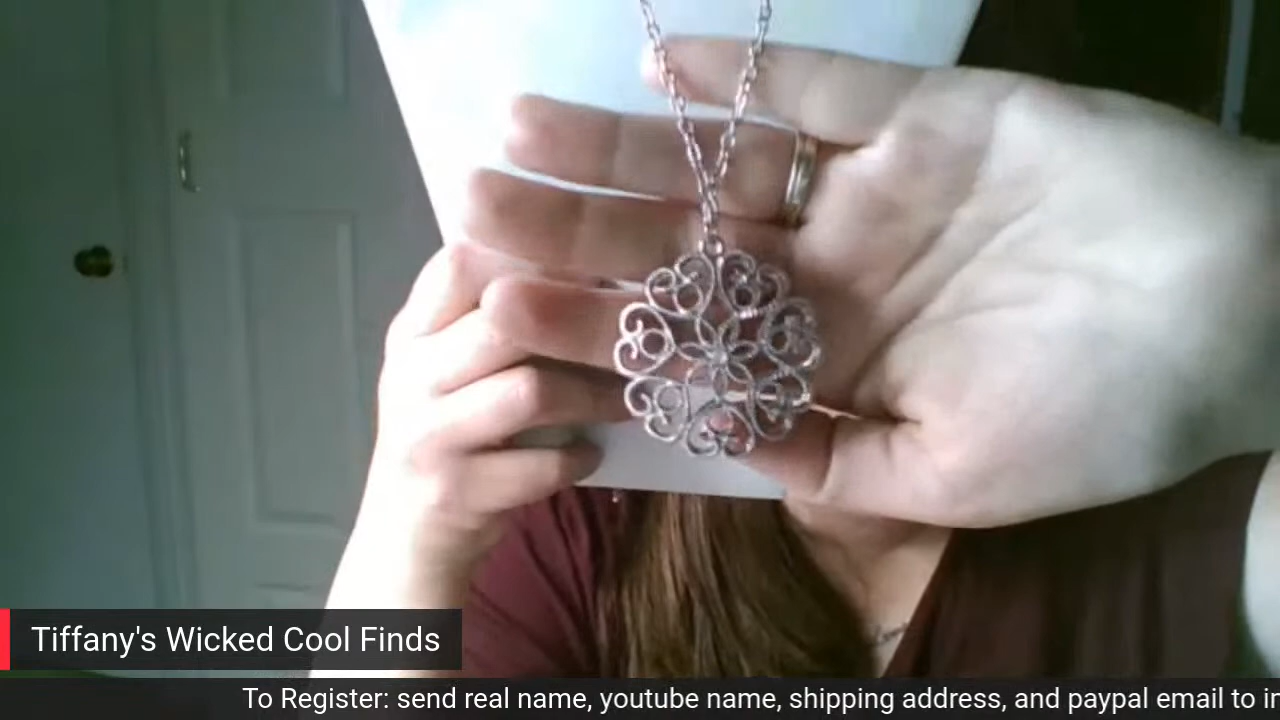 Tiffany's Wicked Cool Finds
To Register: send real name, youtube name, shipping address, and paypal email to